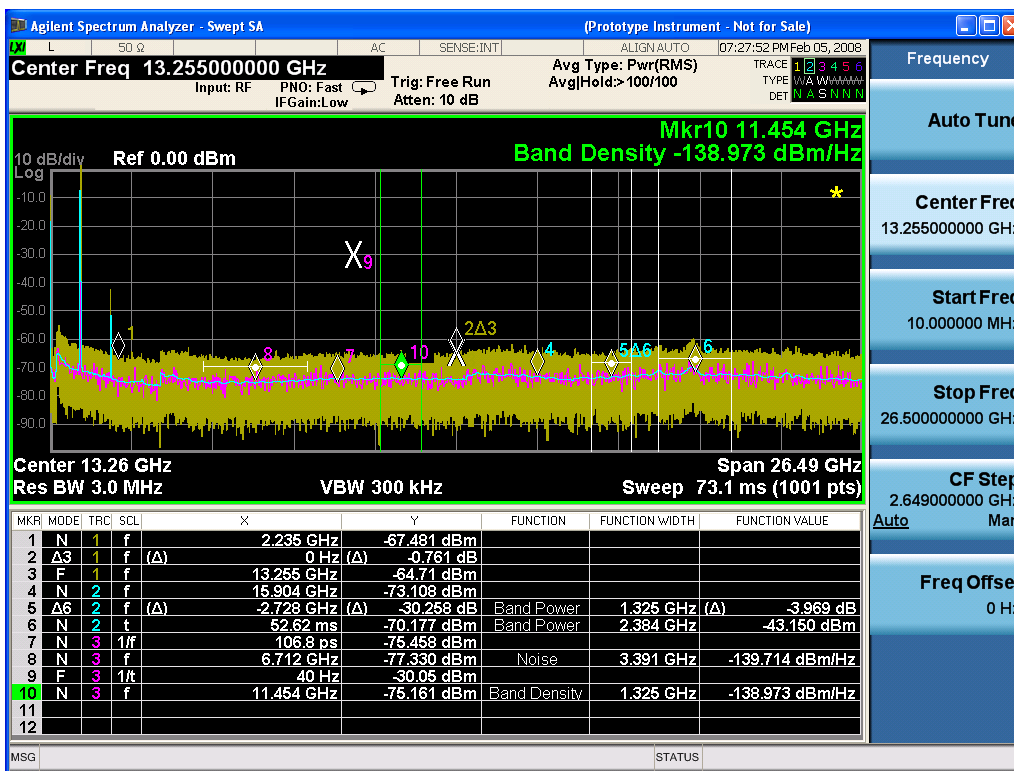 Agilent Spectrum Analyzer - Swept SA (Prototype Instrument - Not for Sale)
LXI L 50 Ω AC SENSE:INT ALIGN AUTO 07:27:52 PM Feb 05, 2008
Center Freq 13.255000000 GHz
Input: RF PNO: Fast
IFGain:Low
Trig: Free Run
Atten: 10 dB
Avg Type: Pwr(RMS)
Avg|Hold:>100/100
TRACE 1 2 3 4 5 6
TYPE
DET N A S N N N
Mkr10 11.454 GHz
Band Density -138.973 dBm/Hz
10 dB/div
Log
Ref 0.00 dBm
*
-10.0
-20.0
-30.0
-40.0
-50.0
-60.0
-70.0
-80.0
-90.0
X9
1
8
7
10
2Δ3
4
5Δ6
6
Center 13.26 GHz Span 26.49 GHz
Res BW 3.0 MHz VBW 300 kHz Sweep 73.1 ms (1001 pts)
MKR MODE TRC SCL X Y FUNCTION FUNCTION WIDTH FUNCTION VALUE
1 N 1 f 2.235 GHz -67.481 dBm
2 Δ3 1 f (Δ) 0 Hz (Δ) -0.761 dB
3 F 1 f 13.255 GHz -64.71 dBm
4 N 2 f 15.904 GHz -73.108 dBm
5 Δ6 2 f (Δ) -2.728 GHz (Δ) -30.258 dB Band Power 1.325 GHz (Δ) -3.969 dB
6 N 2 t 52.62 ms -70.177 dBm Band Power 2.384 GHz -43.150 dBm
7 N 3 1/f 106.8 ps -75.458 dBm
8 N 3 f 6.712 GHz -77.330 dBm Noise 3.391 GHz -139.714 dBm/Hz
9 F 3 1/t 40 Hz -30.05 dBm
10 N 3 f 11.454 GHz -75.161 dBm Band Density 1.325 GHz -138.973 dBm/Hz
11
12
MSG STATUS
Frequency
Auto Tun
Center Fre
13.255000000 GH
Start Fre
10.000000 MH
Stop Fre
26.500000000 GH
CF Step
2.649000000 GH
Auto Ma
Freq Offse
0 H